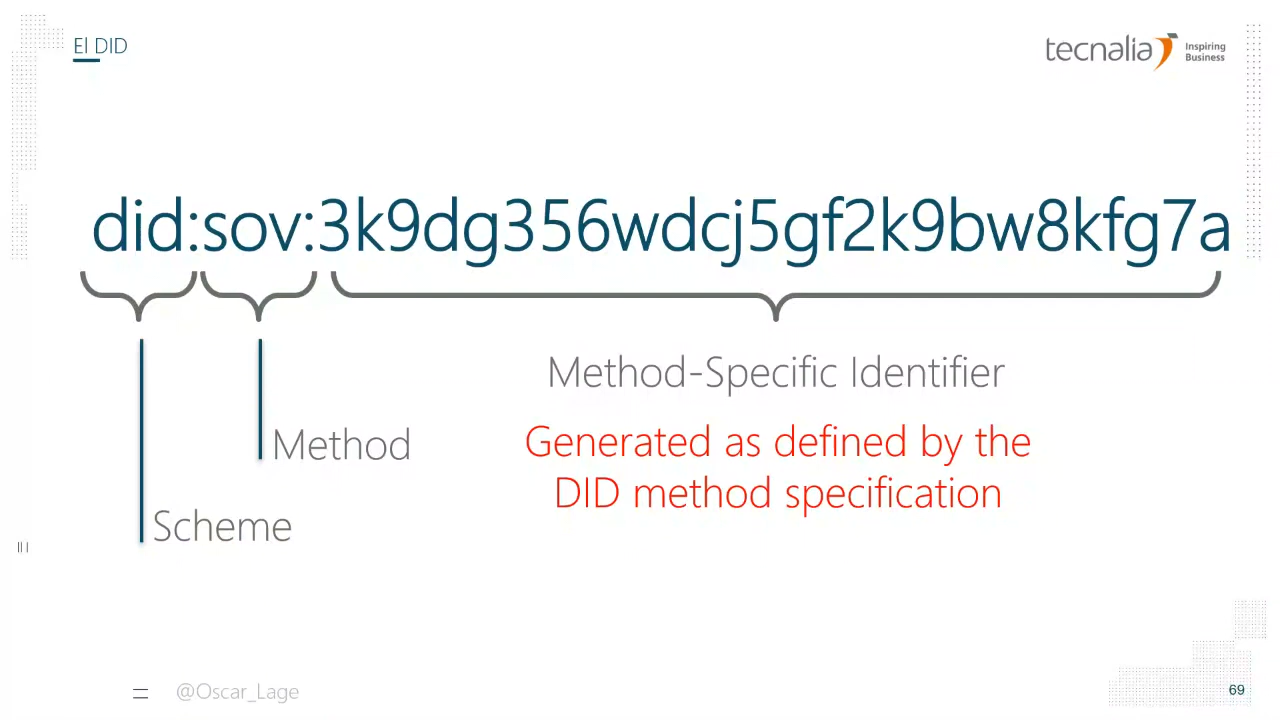 El DID
tecnalia Inspiring
Business
did:sov:3k9dg356wdcj5gf2k9bw8kfg7a
Method-Specific Identifier
Generated as defined by the
DID method specification
Method
Scheme
@Oscar_Lage
69